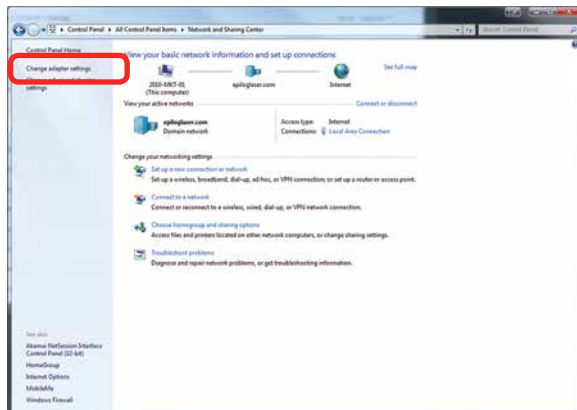 Control Panel ▸ All Control Panel Items ▸ Network and Sharing Center
Search Control Panel
Control Panel Home
Change adapter settings
settings
View your basic network information and set up connections
See full map
2010-MKT-01
(This computer)
epiloglaser.com
Internet
View your active networks
Connect or disconnect
epiloglaser.com
Domain network
Access type: Internet
Connections: Local Area Connection
Change your networking settings
Set up a new connection or network
Set up a wireless, broadband, dial-up, ad hoc, or VPN connection; or set up a router or access point.
Connect to a network
Connect or reconnect to a wireless, wired, dial-up, or VPN network connection.
Choose homegroup and sharing options
Access files and printers located on other network computers, or change sharing settings.
Troubleshoot problems
Diagnose and repair network problems, or get troubleshooting information.
See also
Akamai NetSession Interface
Control Panel (32-bit)
HomeGroup
Internet Options
MobileMe
Windows Firewall